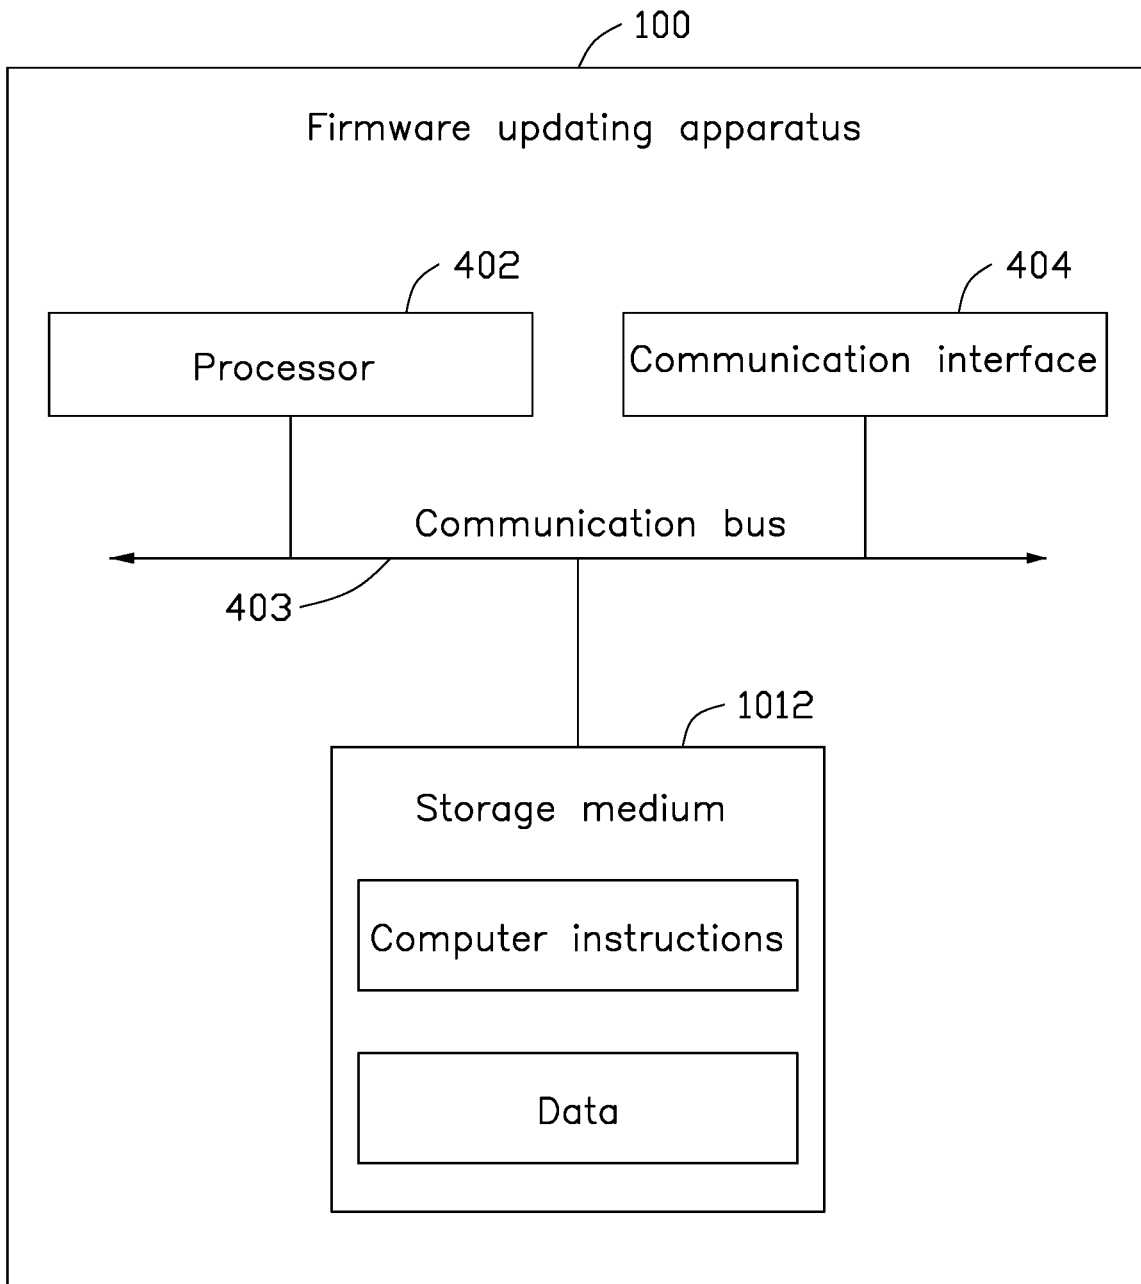 100
Firmware updating apparatus
402
404
Processor
Communication interface
Communication bus
403
1012
Storage medium
Computer instructions
Data